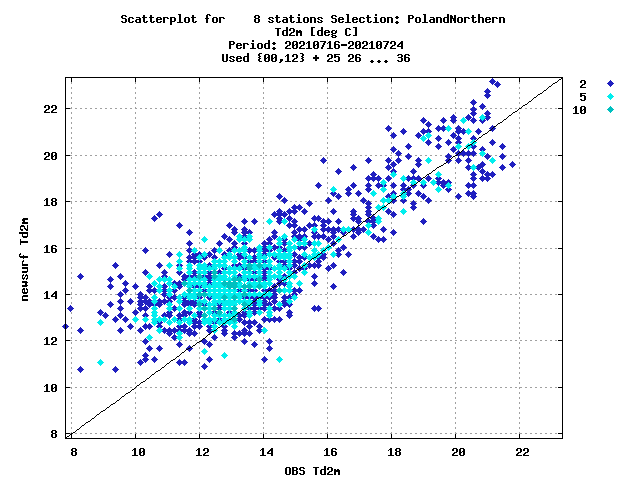 Scatterplot for    8 stations Selection: PolandNorthern
Td2m [deg C]
Period: 20210716-20210724
Used {00,12} + 25 26 ... 36
2
5
10
newsurf Td2m
22
20
18
16
14
12
10
8
8 10 12 14 16 18 20 22
OBS Td2m